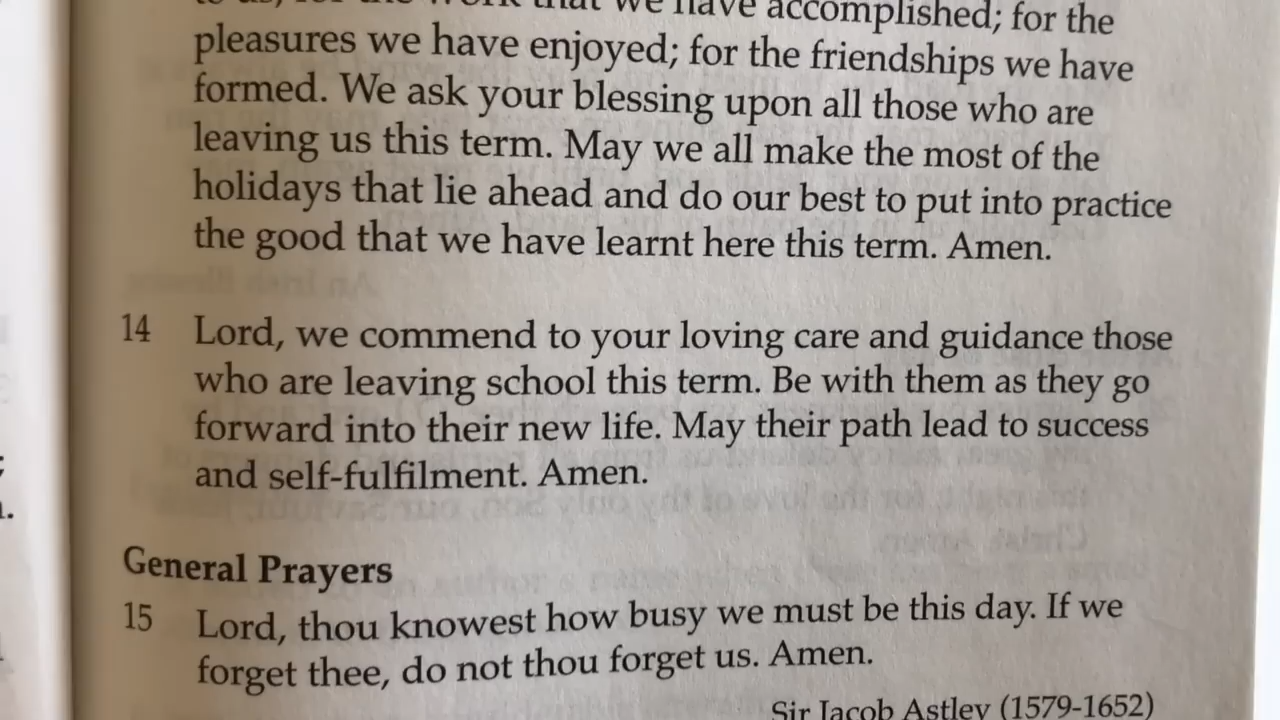 that we have accomplished; for the
pleasures we have enjoyed; for the friendships we have
formed. We ask your blessing upon all those who are
leaving us this term. May we all make the most of the
holidays that lie ahead and do our best to put into practice
the good that we have learnt here this term. Amen.
14 Lord, we commend to your loving care and guidance those
who are leaving school this term. Be with them as they go
forward into their new life. May their path lead to success
and self-fulfilment. Amen.
General Prayers
15 Lord, thou knowest how busy we must be this day. If we
forget thee, do not thou forget us. Amen.
Sir Jacob Astley (1579-1652)